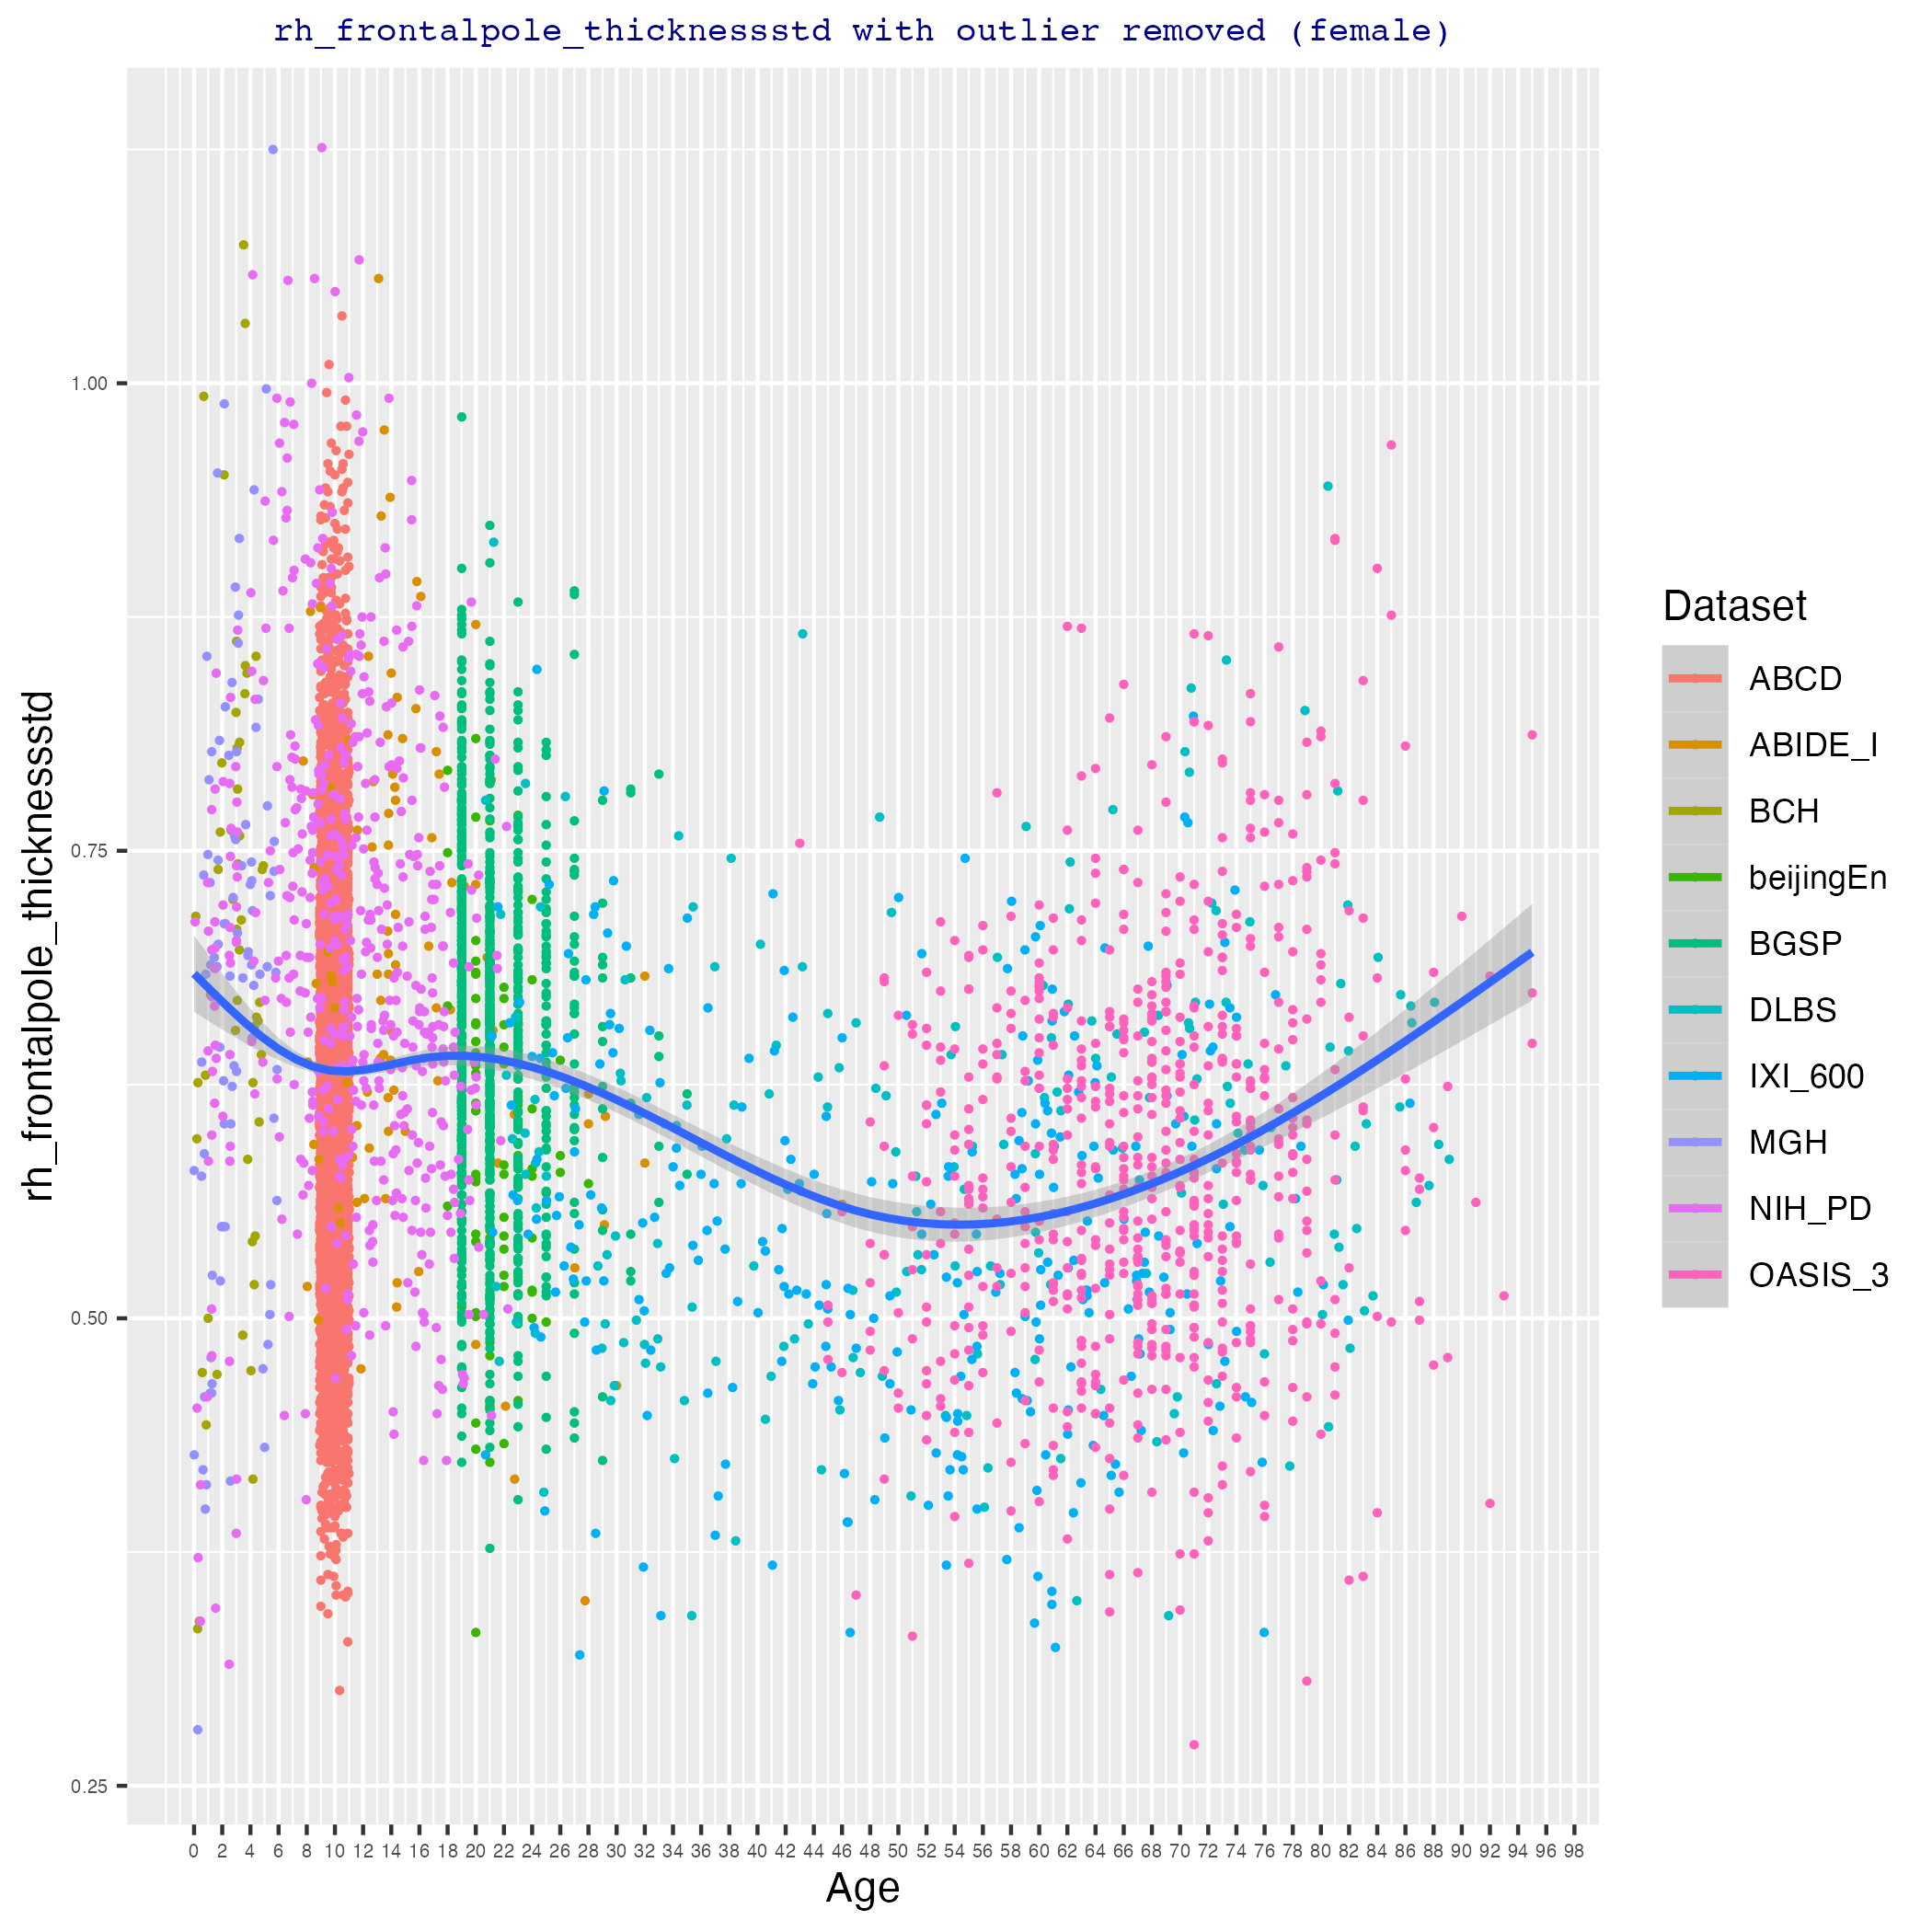 rh_frontalpole_thicknessstd with outlier removed (female)
rh_frontalpole_thicknessstd
1.00
0.75
0.50
0.25
0 2 4 6 8 10 12 14 16 18 20 22 24 26 28 30 32 34 36 38 40 42 44 46 48 50 52 54 56 58 60 62 64 66 68 70 72 74 76 78 80 82 84 86 88 90 92 94 96 98
Age
Dataset
ABCD
ABIDE_I
BCH
beijingEn
BGSP
DLBS
IXI_600
MGH
NIH_PD
OASIS_3